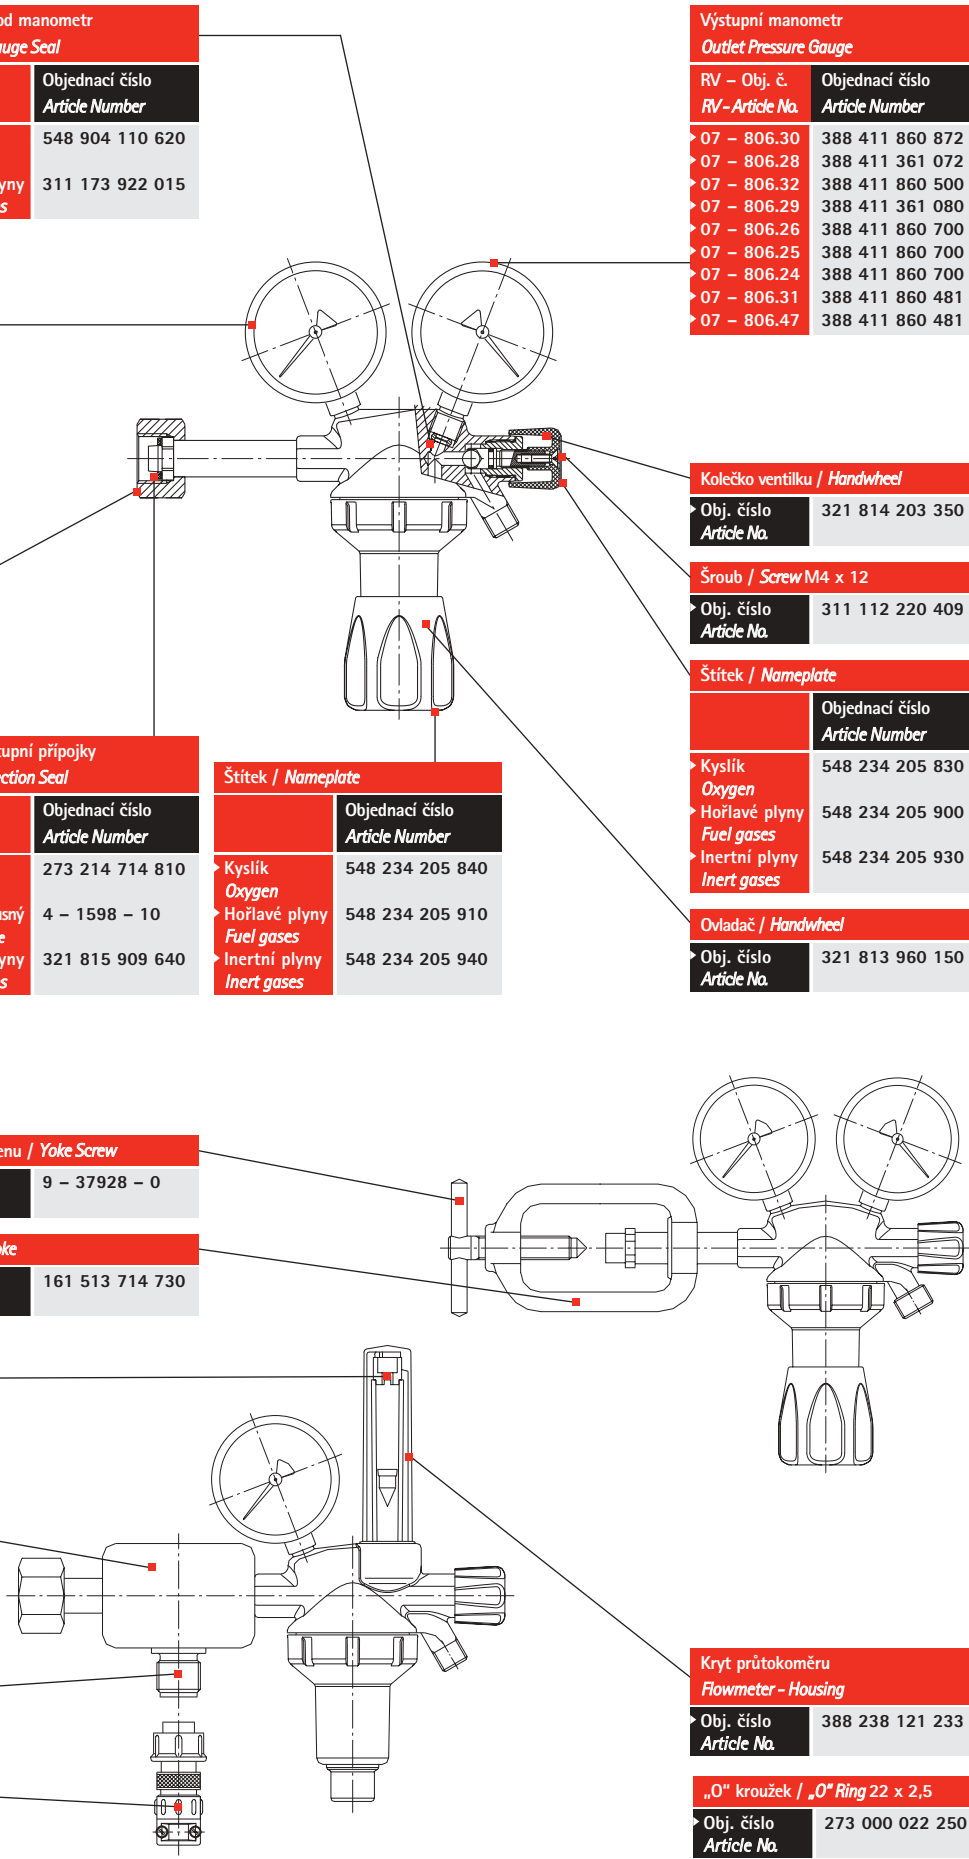 od manometr
Gauge Seal
Objednací číslo
Article Number
548 904 110 620
311 173 922 015
Výstupní manometr
Outlet Pressure Gauge
RV – Obj. č. Objednací číslo
RV - Article No. Article Number
07 – 806.30 388 411 860 872
07 – 806.28 388 411 361 072
07 – 806.32 388 411 860 500
07 – 806.29 388 411 361 080
07 – 806.26 388 411 860 700
07 – 806.25 388 411 860 700
07 – 806.24 388 411 860 700
07 – 806.31 388 411 860 481
07 – 806.47 388 411 860 481
Kolečko ventilku / Handwheel
Obj. číslo 321 814 203 350
Article No.
Šroub / Screw M4 x 12
Obj. číslo 311 112 220 409
Article No.
Štítek / Nameplate
Objednací číslo
Article Number
Kyslík 548 234 205 830
Oxygen
Hořlavé plyny 548 234 205 900
Fuel gases
Inertní plyny 548 234 205 930
Inert gases
Ovladač / Handwheel
Obj. číslo 321 813 960 150
Article No.
tupní přípojky
ection Seal
Objednací číslo
Article Number
273 214 714 810
4 – 1598 – 10
321 815 909 640
Štítek / Nameplate
Objednací číslo
Article Number
Kyslík 548 234 205 840
Oxygen
Hořlavé plyny 548 234 205 910
Fuel gases
Inertní plyny 548 234 205 940
Inert gases
enu / Yoke Screw
9 – 37928 – 0
oke
161 513 714 730
Kryt průtokoměru
Flowmeter - Housing
Obj. číslo 388 238 121 233
Article No.
„O" kroužek / „O" Ring 22 x 2,5
Obj. číslo 273 000 022 250
Article No.